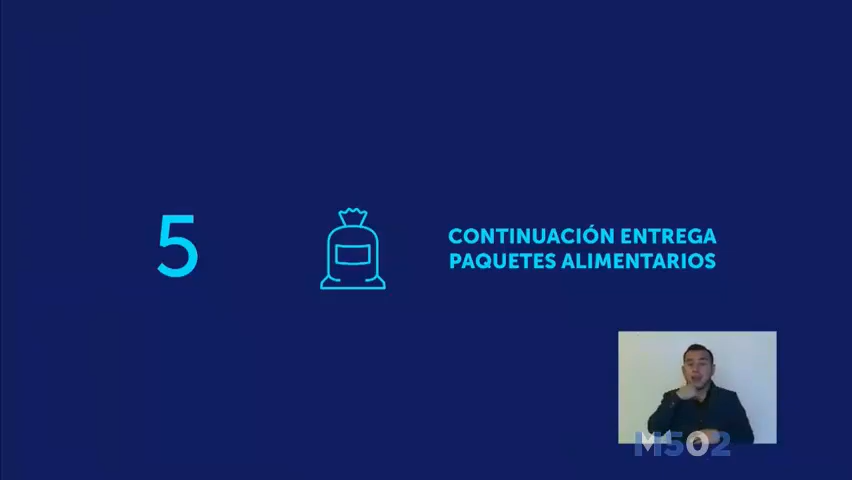 5
CONTINUACIÓN ENTREGA
PAQUETES ALIMENTARIOS
M502